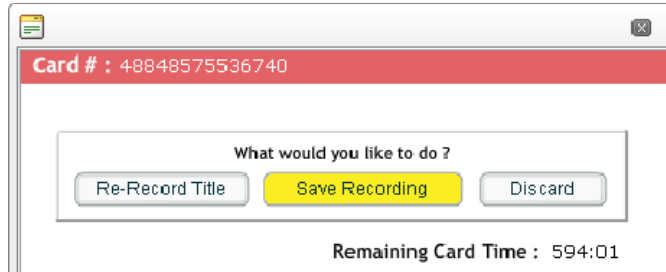 Card # : 48848575536740
What would you like to do ?
Re-Record Title Save Recording Discard
Remaining Card Time : 594:01